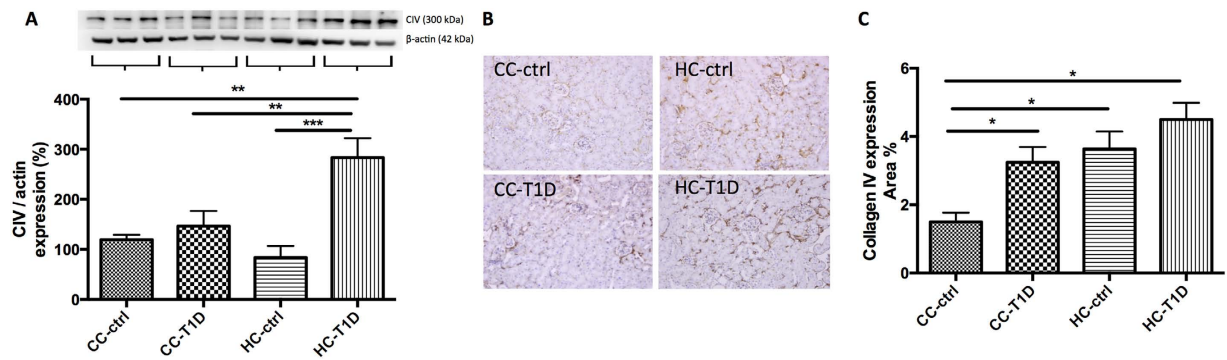 A
CIV (300 kDa)
β-actin (42 kDa)
**
**
***
400
300
200
100
0
CIV / actin
expression (%)
CC-ctrl
CC-T1D
HC-ctrl
HC-T1D
B
CC-ctrl
HC-ctrl
CC-T1D
HC-T1D
C
*
*
*
6
4
2
0
Collagen IV expression
Area %
CC-ctrl
CC-T1D
HC-ctrl
HC-T1D